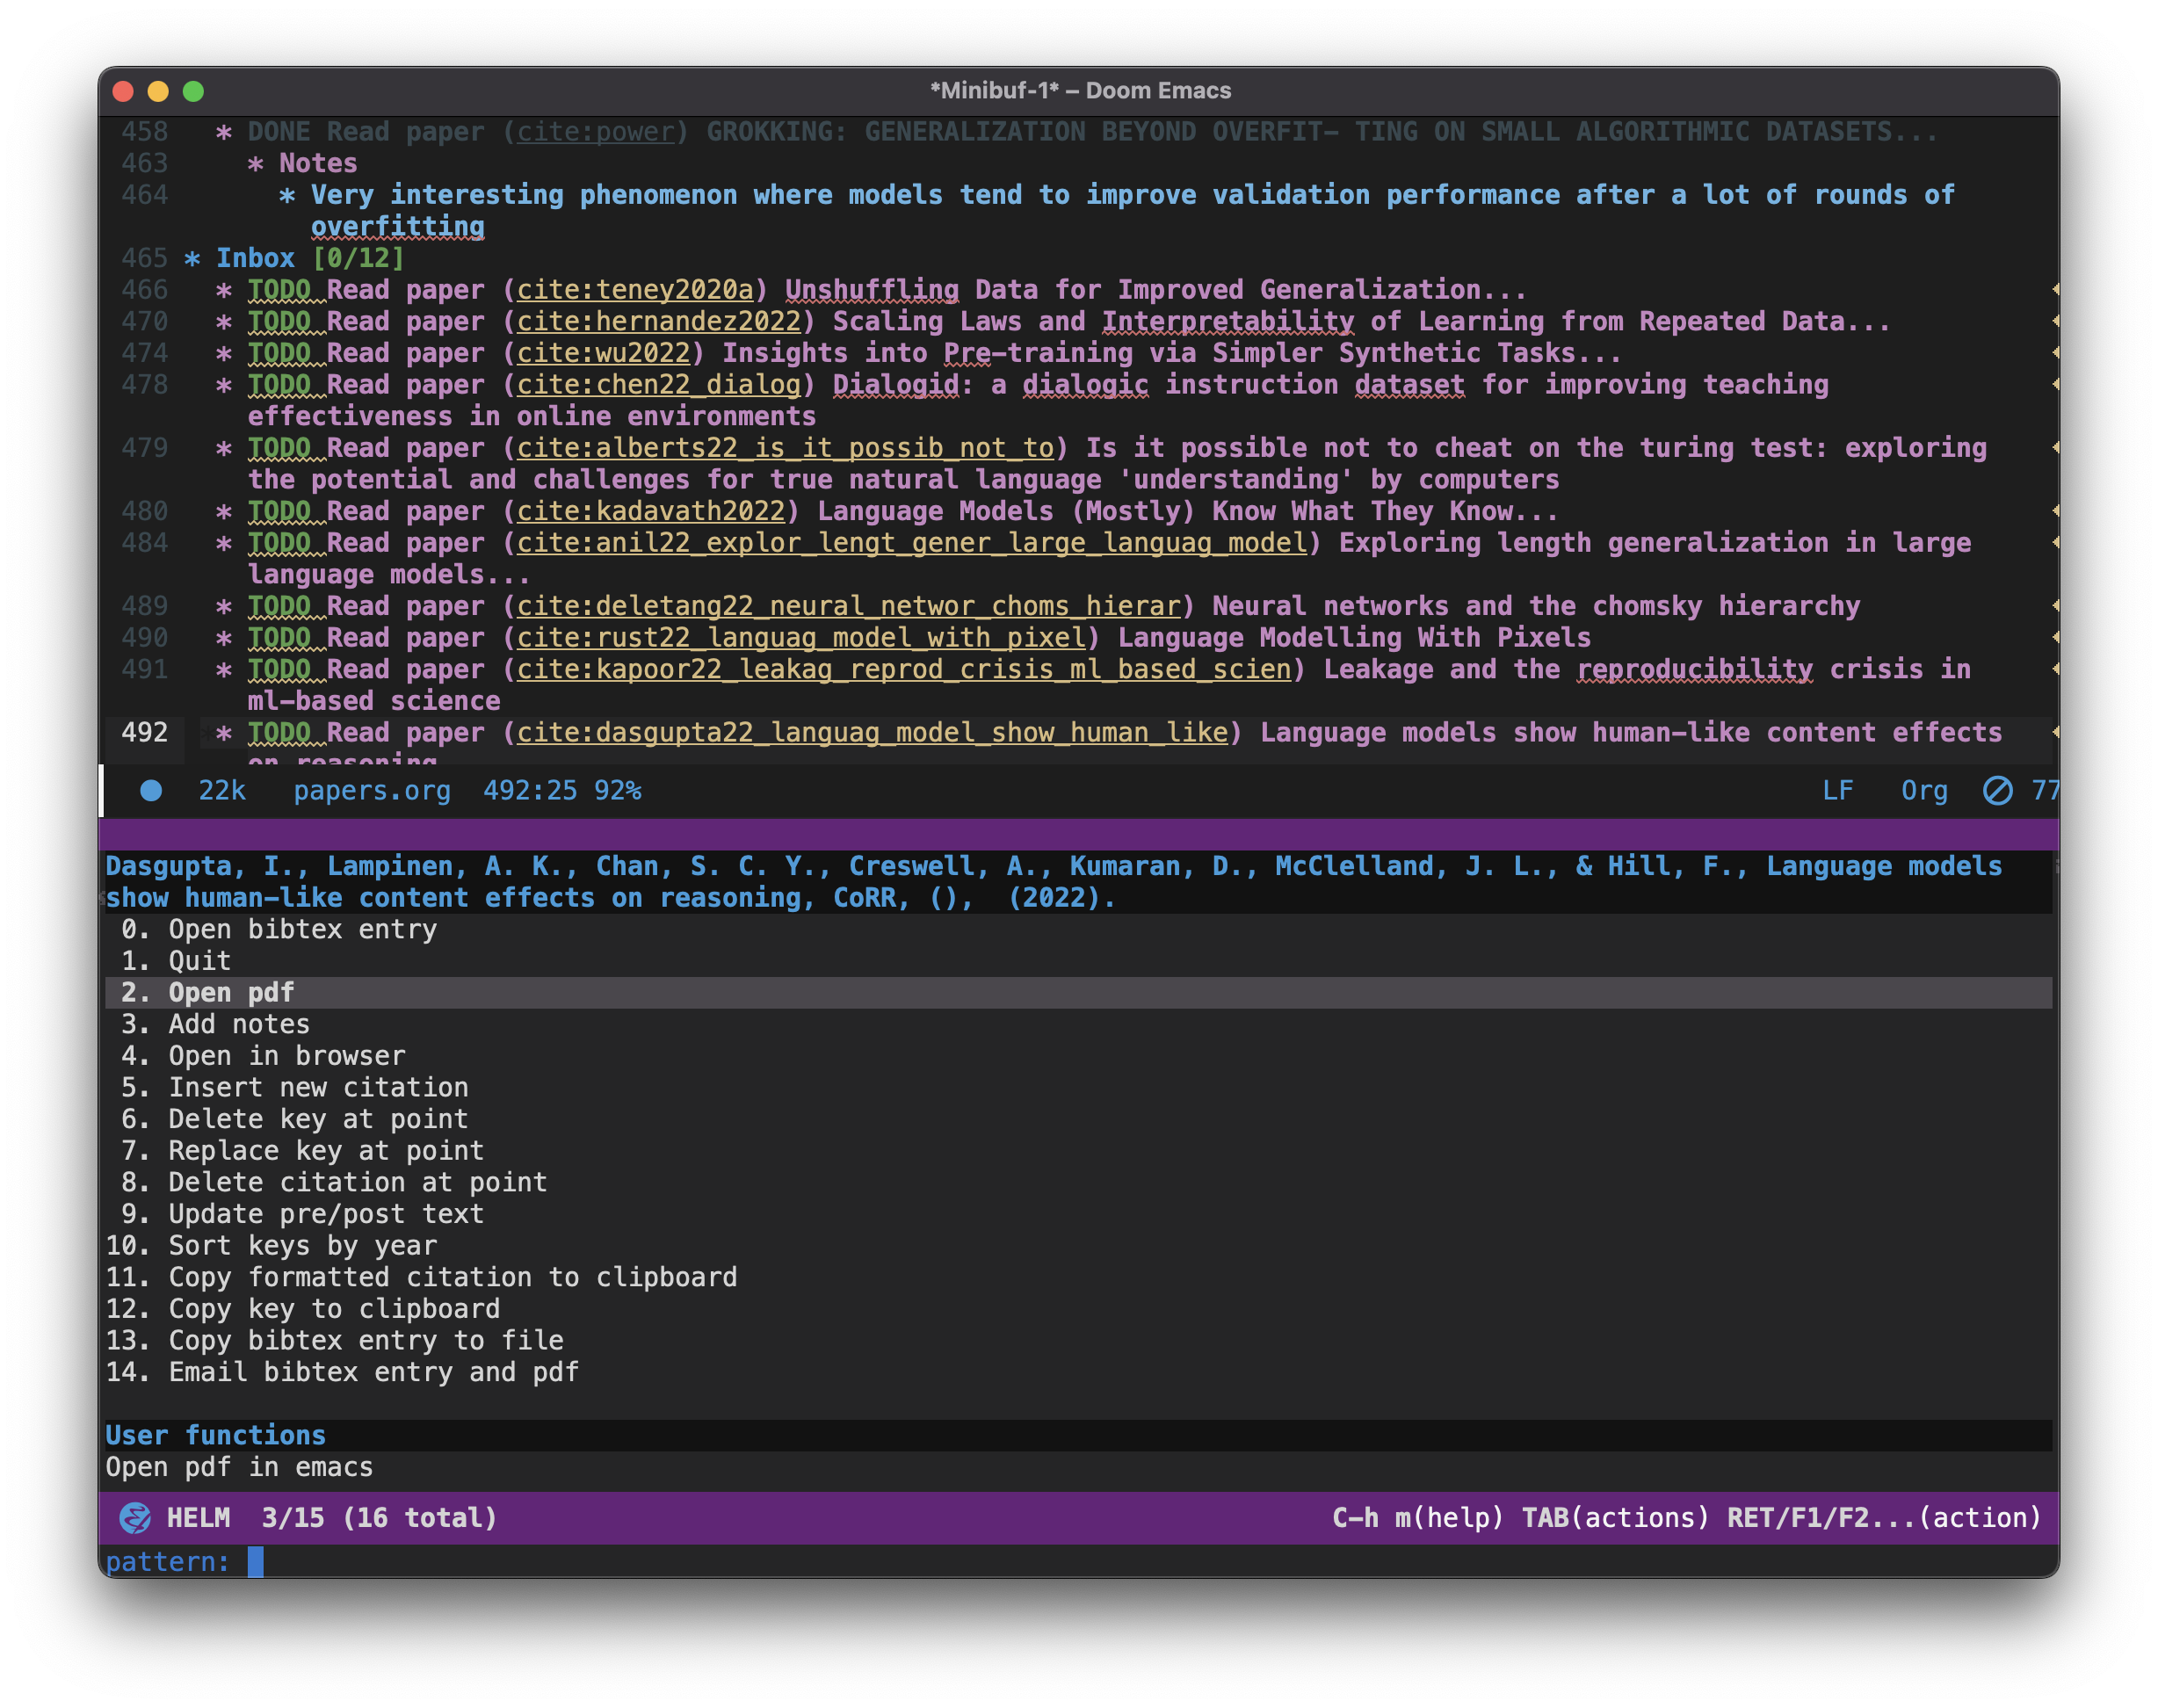 *Minibuf-1* – Doom Emacs
458 * DONE Read paper (cite:power) GROKKING: GENERALIZATION BEYOND OVERFIT- TING ON SMALL ALGORITHMIC DATASETS...
463 * Notes
464 * Very interesting phenomenon where models tend to improve validation performance after a lot of rounds of
overfitting
465 * Inbox [0/12]
466 * TODO Read paper (cite:teney2020a) Unshuffling Data for Improved Generalization...
470 * TODO Read paper (cite:hernandez2022) Scaling Laws and Interpretability of Learning from Repeated Data...
474 * TODO Read paper (cite:wu2022) Insights into Pre-training via Simpler Synthetic Tasks...
478 * TODO Read paper (cite:chen22_dialog) Dialogid: a dialogic instruction dataset for improving teaching
effectiveness in online environments
479 * TODO Read paper (cite:alberts22_is_it_possib_not_to) Is it possible not to cheat on the turing test: exploring
the potential and challenges for true natural language 'understanding' by computers
480 * TODO Read paper (cite:kadavath2022) Language Models (Mostly) Know What They Know...
484 * TODO Read paper (cite:anil22_explor_lengt_gener_large_languag_model) Exploring length generalization in large
language models...
489 * TODO Read paper (cite:deletang22_neural_networ_choms_hierar) Neural networks and the chomsky hierarchy
490 * TODO Read paper (cite:rust22_languag_model_with_pixel) Language Modelling With Pixels
491 * TODO Read paper (cite:kapoor22_leakag_reprod_crisis_ml_based_scien) Leakage and the reproducibility crisis in
ml-based science
492 * TODO Read paper (cite:dasgupta22_languag_model_show_human_like) Language models show human-like content effects
on reasoning
22k papers.org 492:25 92% LF Org 77
Dasgupta, I., Lampinen, A. K., Chan, S. C. Y., Creswell, A., Kumaran, D., McClelland, J. L., & Hill, F., Language models
show human-like content effects on reasoning, CoRR, (), (2022).
0. Open bibtex entry
1. Quit
2. Open pdf
3. Add notes
4. Open in browser
5. Insert new citation
6. Delete key at point
7. Replace key at point
8. Delete citation at point
9. Update pre/post text
10. Sort keys by year
11. Copy formatted citation to clipboard
12. Copy key to clipboard
13. Copy bibtex entry to file
14. Email bibtex entry and pdf
User functions
Open pdf in emacs
HELM 3/15 (16 total) C-h m(help) TAB(actions) RET/F1/F2...(action)
pattern: